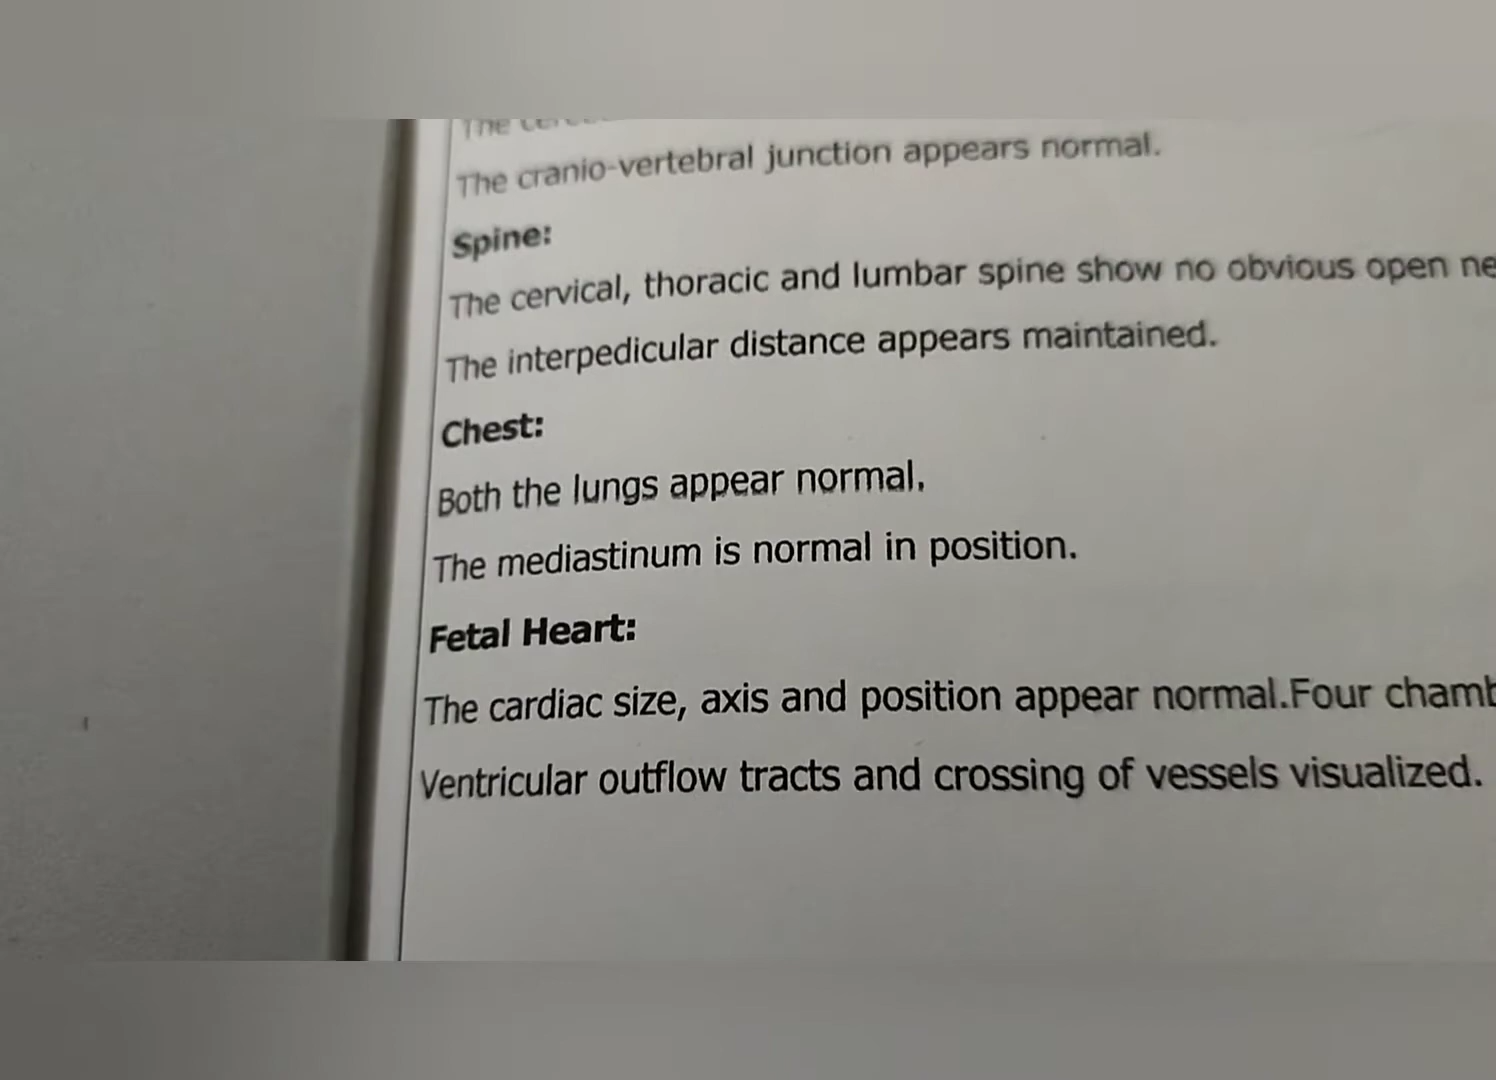 The
The cranio-vertebral junction appears normal.
Spine:
The cervical, thoracic and lumbar spine show no obvious open
The interpedicular distance appears maintained.
Chest:
Both the lungs appear normal.
The mediastinum is normal in position.
Fetal Heart:
The cardiac size, axis and position appear normal.Four
Ventricular outflow tracts and crossing of vessels visualized.